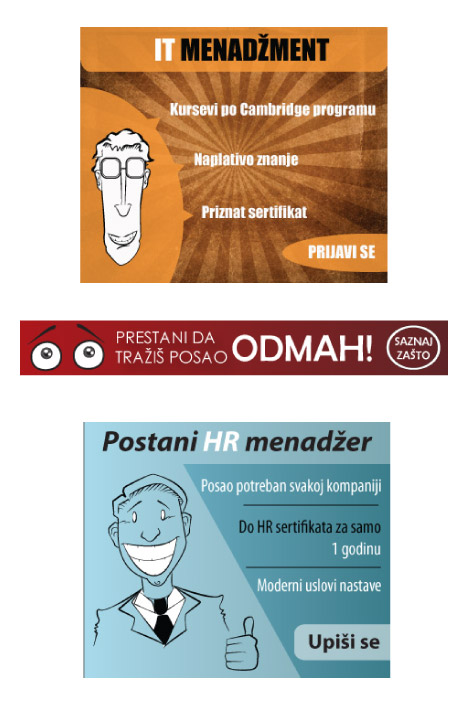 IT MENADŽMENT
Kursevi po Cambridge programu
Naplativo znanje
Priznat sertifikat
PRIJAVI SE
PRESTANI DA
TRAŽIŠ POSAO
ODMAH!
SAZNAJ
ZAŠTO
Postani HR menadžer
Posao potreban svakoj kompaniji
Do HR sertifikata za samo
1 godinu
Moderni uslovi nastave
Upiši se